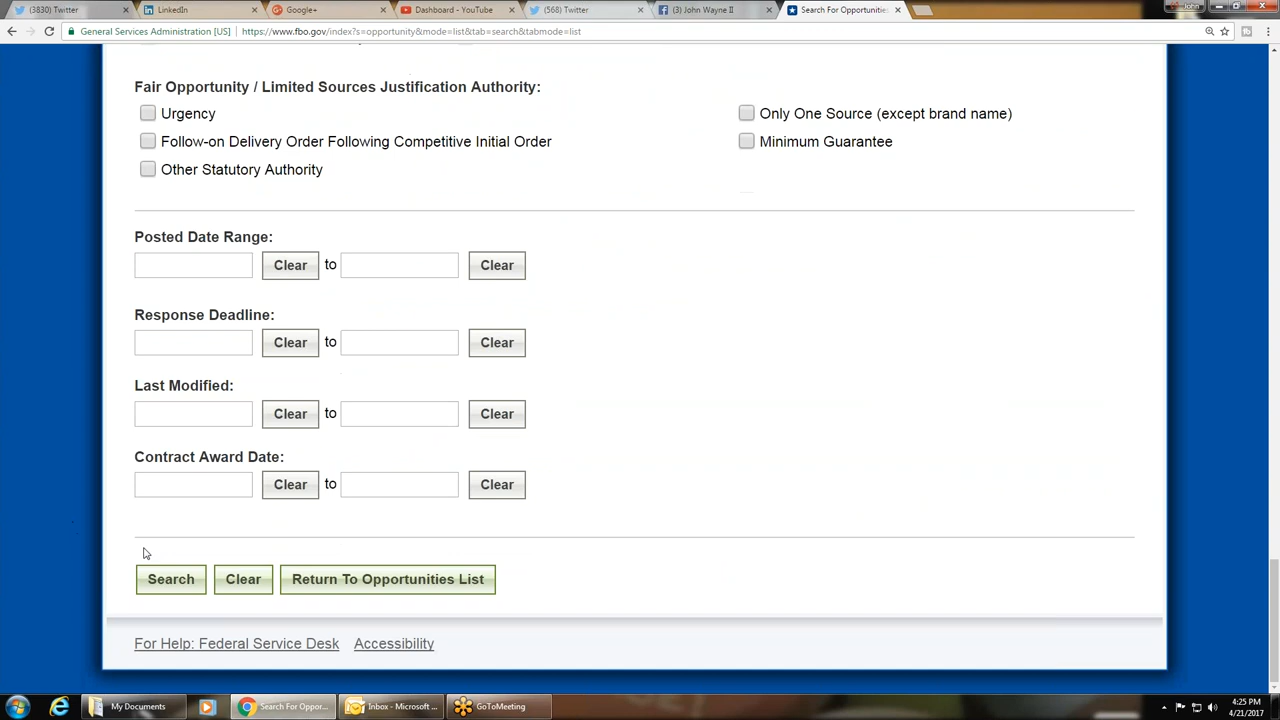 (3830) Twitter
LinkedIn
Google+
Dashboard - YouTube
(568) Twitter
(3) John Wayne II
Search For Opportunities
John
General Services Administration [US]
https://www.fbo.gov/index?s=opportunity&mode=list&tab=search&tabmode=list
Fair Opportunity / Limited Sources Justification Authority:
Urgency
Only One Source (except brand name)
Follow-on Delivery Order Following Competitive Initial Order
Minimum Guarantee
Other Statutory Authority
Posted Date Range:
Clear to Clear
Response Deadline:
Clear to Clear
Last Modified:
Clear to Clear
Contract Award Date:
Clear to Clear
Search Clear Return To Opportunities List
For Help: Federal Service Desk Accessibility
My Documents
Search For Oppor...
Inbox - Microsoft ...
GoToMeeting
4:25 PM
4/21/2017